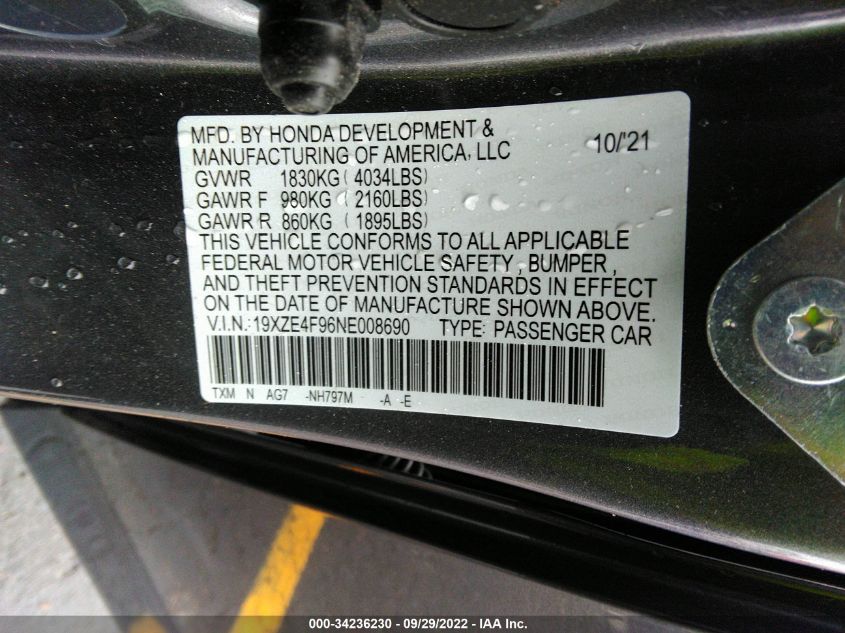 MFD. BY HONDA DEVELOPMENT &
MANUFACTURING OF AMERICA, LLC 10/'21
GVWR 1830KG (4034LBS)
GAWR F 980KG (2160LBS)
GAWR R 860KG (1895LBS)
THIS VEHICLE CONFORMS TO ALL APPLICABLE
FEDERAL MOTOR VEHICLE SAFETY, BUMPER,
AND THEFT PREVENTION STANDARDS IN EFFECT
ON THE DATE OF MANUFACTURE SHOWN ABOVE.
V.I.N.:19XZE4F96NE008690 TYPE: PASSENGER CAR
TXM N AG7 -NH797M -A -E
000-34236230 - 09/29/2022 - IAA Inc.